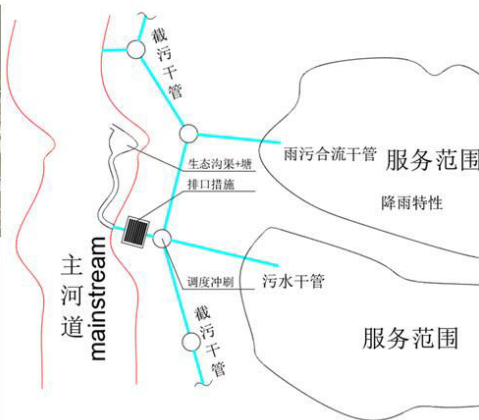 截污干管
雨污合流干管
服务范围
降雨特性
生态沟渠+塘
排口措施
主河道
mainstream
调度冲刷
污水干管
截污干管
服务范围